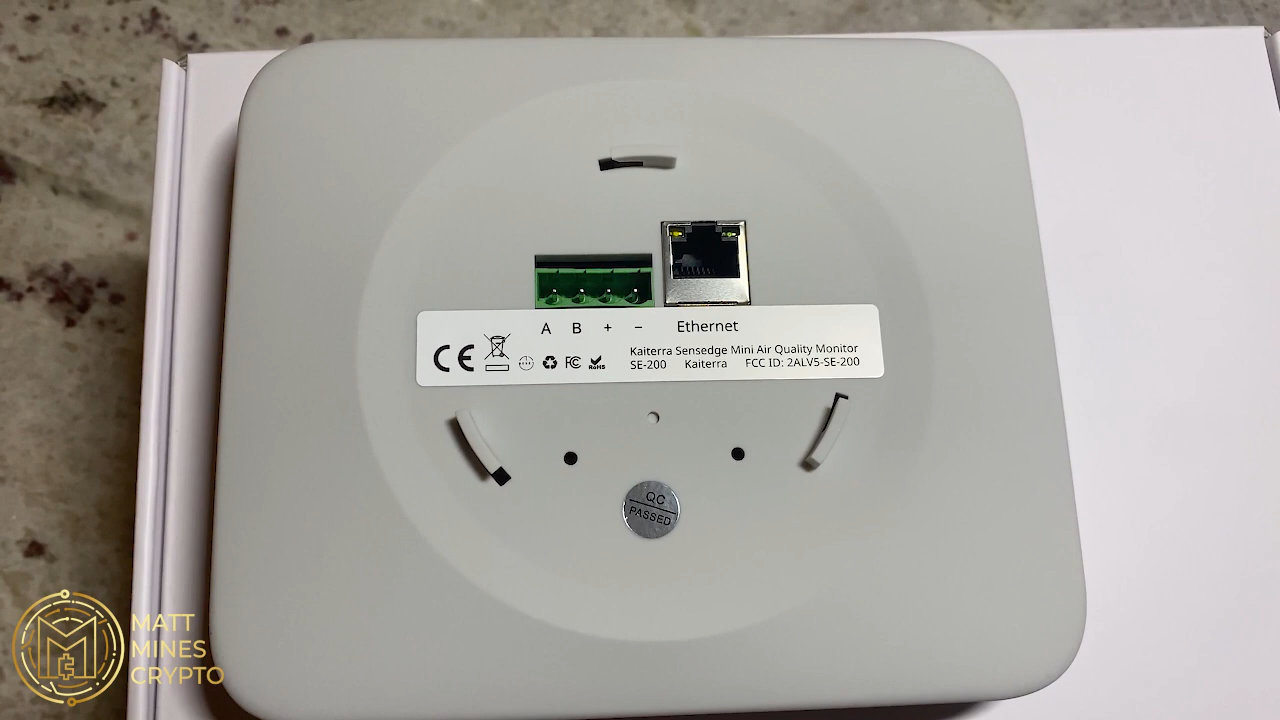 A B + − Ethernet
CE FC RoHS Kaiterra Sensedge Mini Air Quality Monitor
SE-200 Kaiterra FCC ID: 2ALV5-SE-200
QC
PASSED
MATT
MINES
CRYPTO